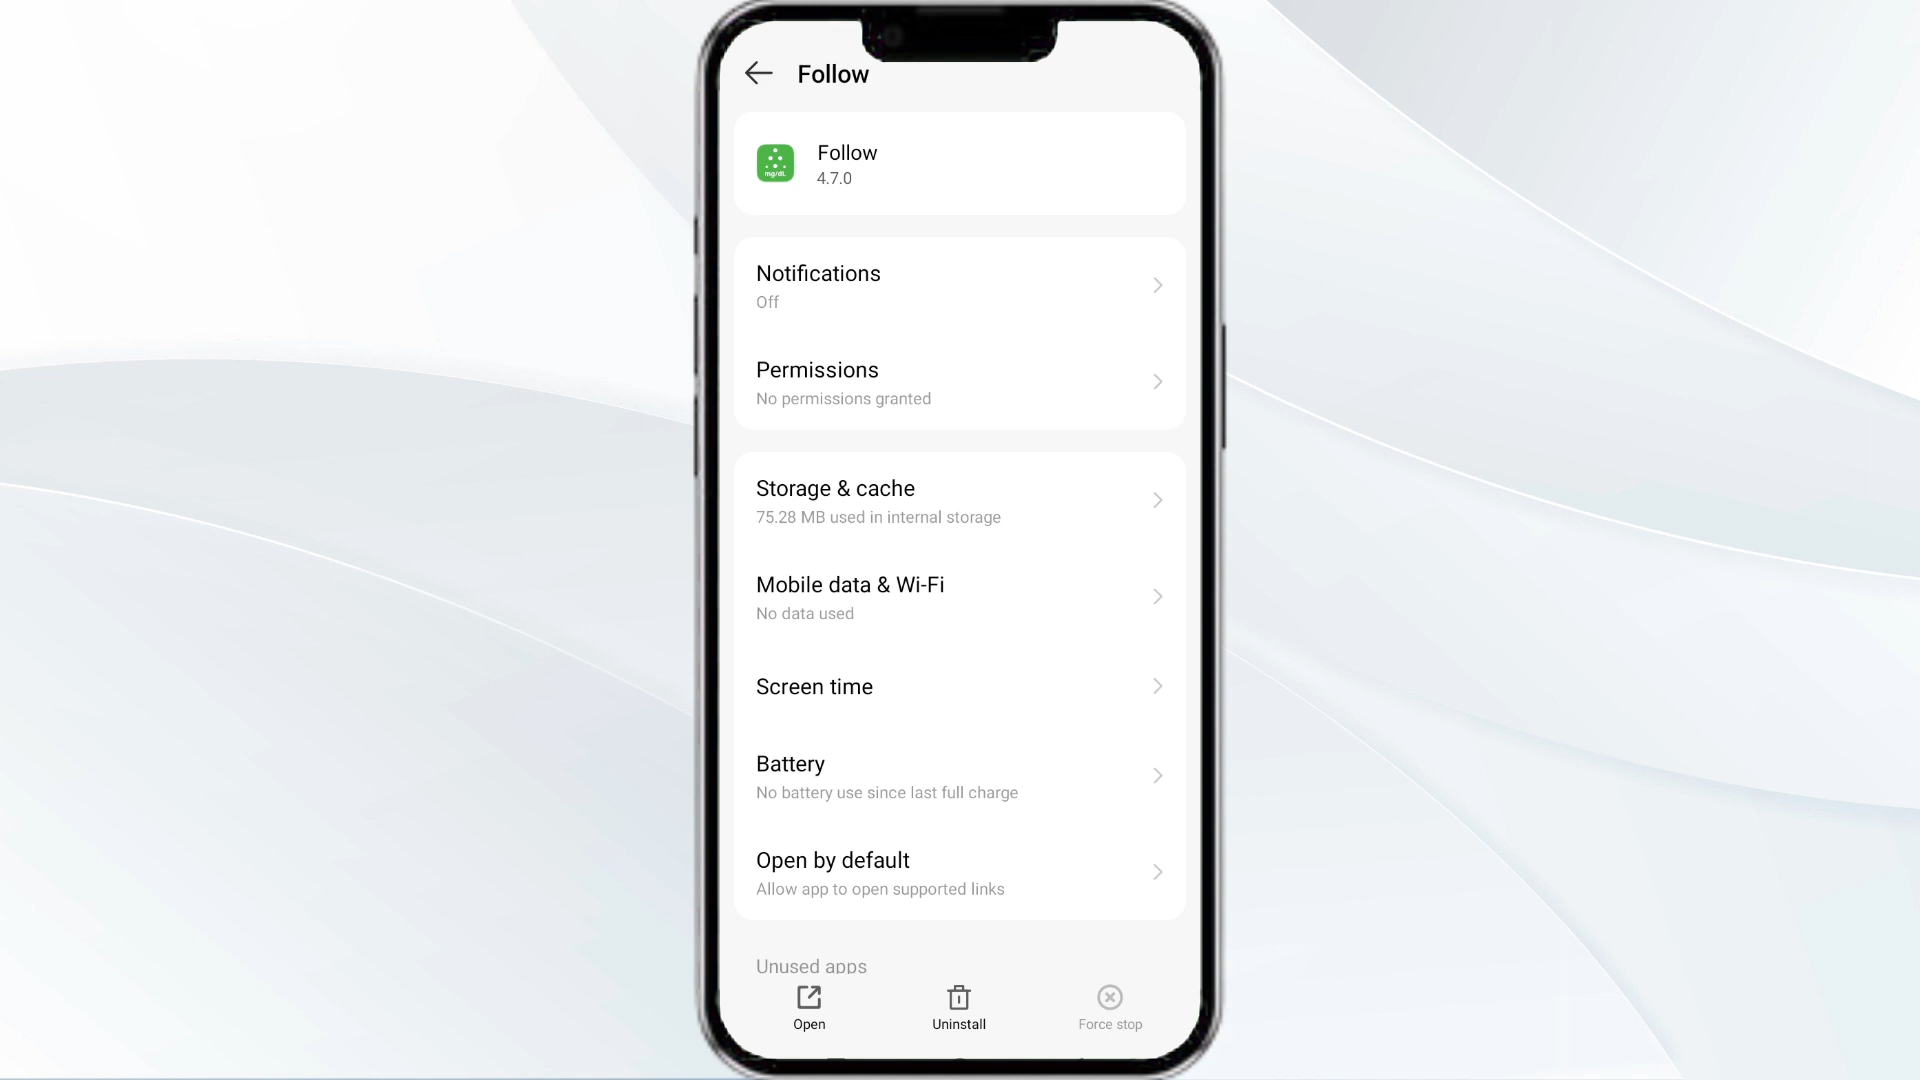 Follow
mg/dL
Follow
4.7.0
Notifications
Off
Permissions
No permissions granted
Storage & cache
75.28 MB used in internal storage
Mobile data & Wi-Fi
No data used
Screen time
Battery
No battery use since last full charge
Open by default
Allow app to open supported links
Unused apps
Open
Uninstall
Force stop